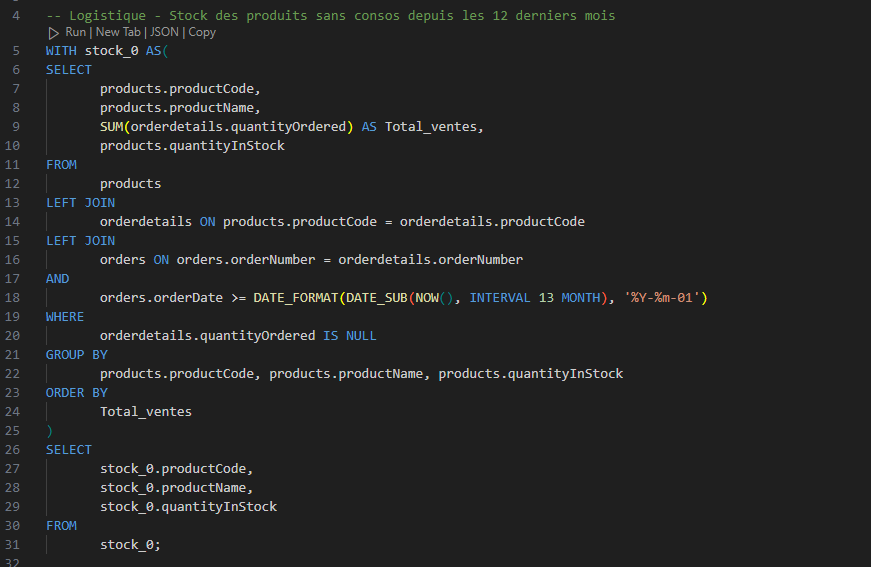 4 -- Logistique - Stock des produits sans consos depuis les 12 derniers mois
Run | New Tab | JSON | Copy
5 WITH stock_0 AS(
6 SELECT
7 products.productCode,
8 products.productName,
9 SUM(orderdetails.quantityOrdered) AS Total_ventes,
10 products.quantityInStock
11 FROM
12 products
13 LEFT JOIN
14 orderdetails ON products.productCode = orderdetails.productCode
15 LEFT JOIN
16 orders ON orders.orderNumber = orderdetails.orderNumber
17 AND
18 orders.orderDate >= DATE_FORMAT(DATE_SUB(NOW(), INTERVAL 13 MONTH), '%Y-%m-01')
19 WHERE
20 orderdetails.quantityOrdered IS NULL
21 GROUP BY
22 products.productCode, products.productName, products.quantityInStock
23 ORDER BY
24 Total_ventes
25 )
26 SELECT
27 stock_0.productCode,
28 stock_0.productName,
29 stock_0.quantityInStock
30 FROM
31 stock_0;
32